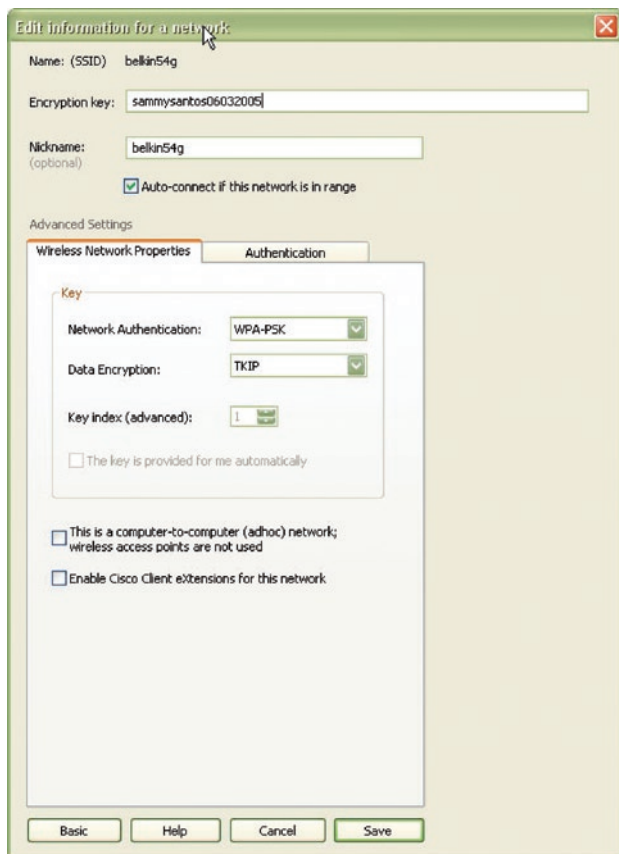 Edit information for a network
Name: (SSID) belkin54g
Encryption key: sammysantos06032005
Nickname: belkin54g
(optional)
Auto-connect if this network is in range
Advanced Settings
Wireless Network Properties Authentication
Key
Network Authentication: WPA-PSK
Data Encryption: TKIP
Key index (advanced): 1
The key is provided for me automatically
This is a computer-to-computer (adhoc) network;
wireless access points are not used
Enable Cisco Client eXtensions for this network
Basic Help Cancel Save